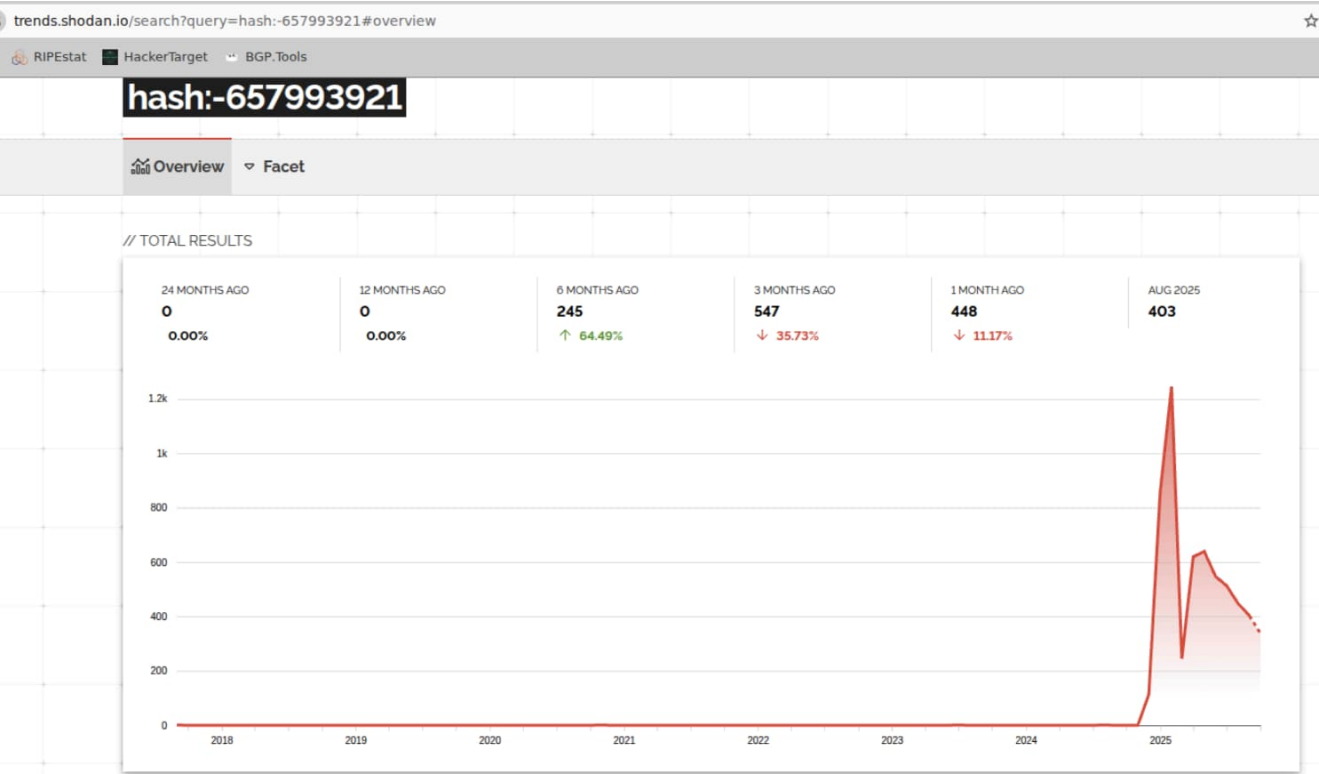 trends.shodan.io/search?query=hash:-657993921#overview
RIPEstat HackerTarget BGP.Tools
hash:-657993921
Overview Facet
// TOTAL RESULTS
24 MONTHS AGO 12 MONTHS AGO 6 MONTHS AGO 3 MONTHS AGO 1 MONTH AGO AUG 2025
0 0 245 547 448 403
0.00% 0.00% ↑ 64.49% ↓ 35.73% ↓ 11.17%
1.2k
1k
800
600
400
200
0
2018 2019 2020 2021 2022 2023 2024 2025